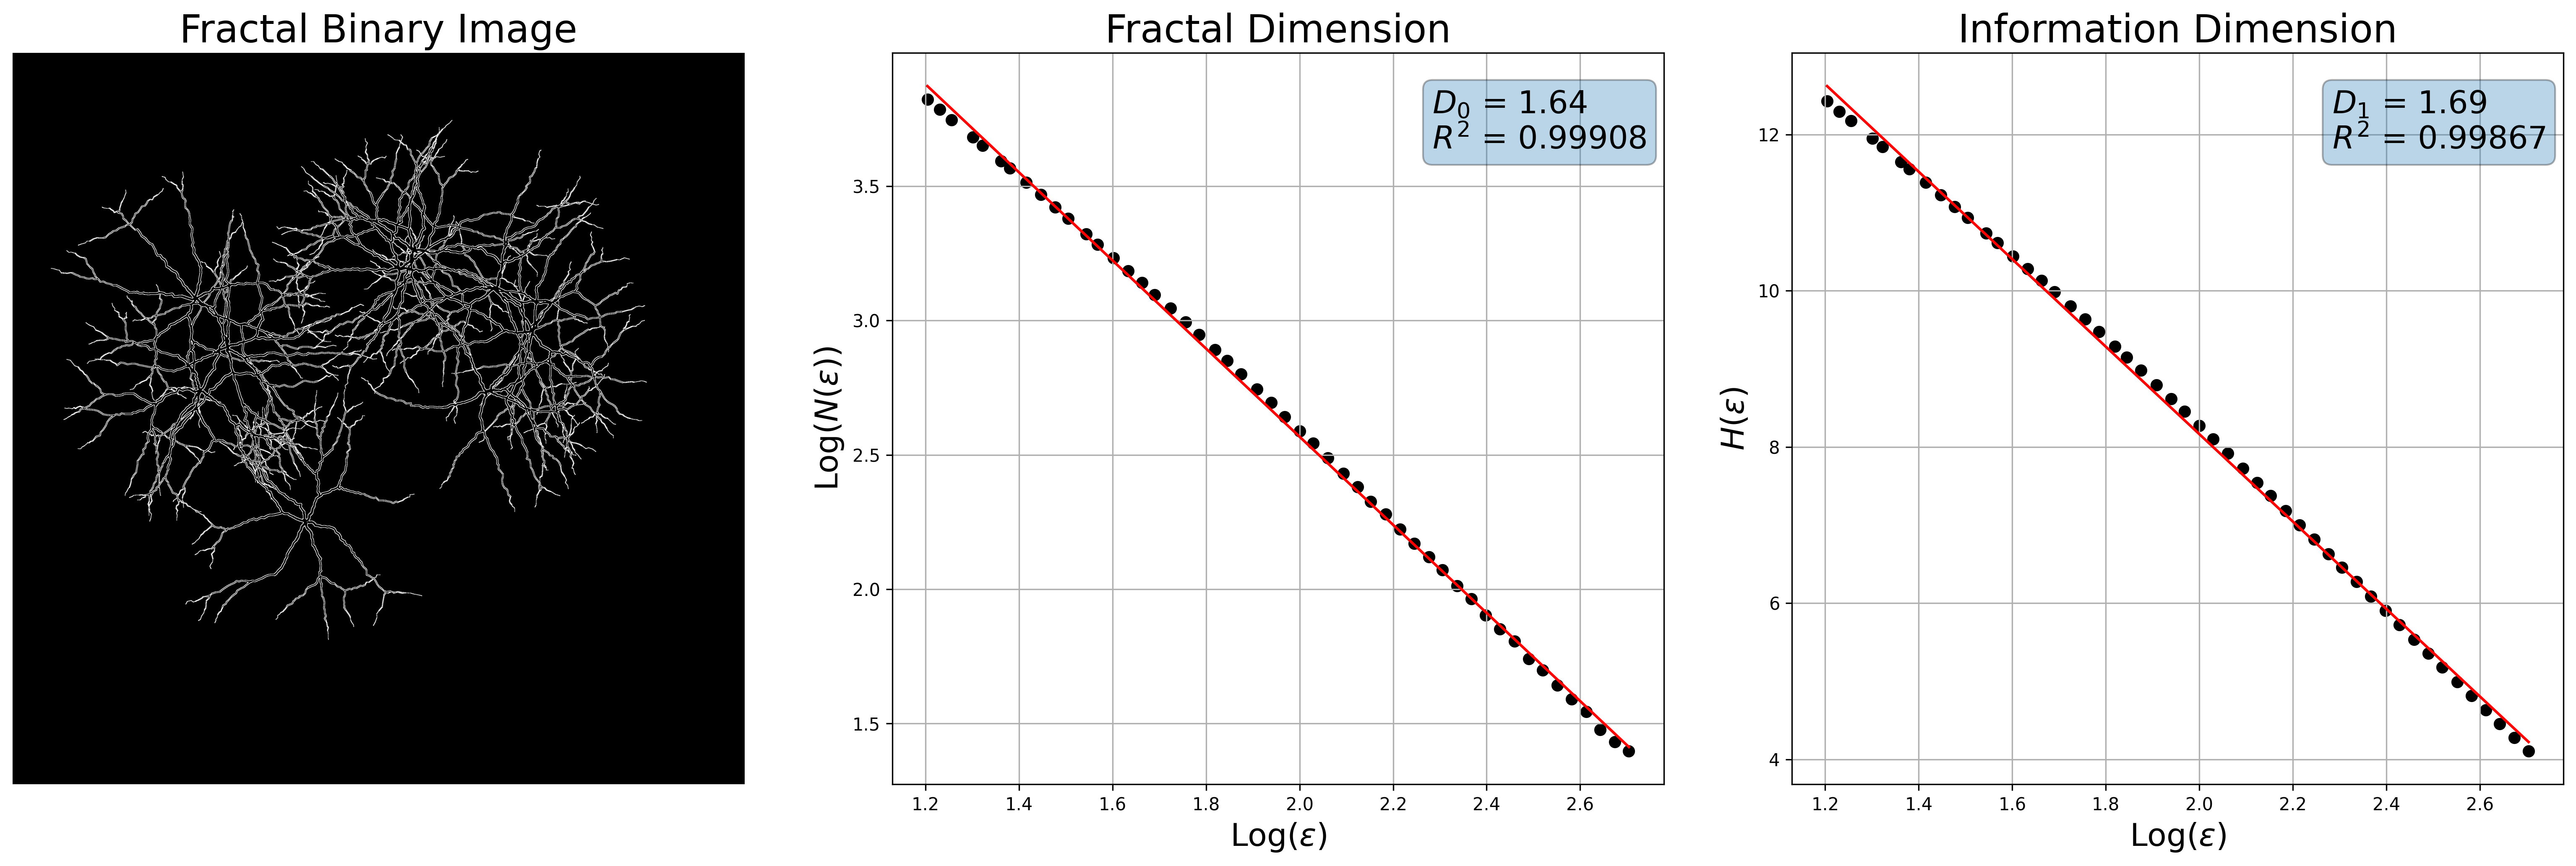 Fractal Binary Image
Fractal Dimension
D₀ = 1.64
R² = 0.99908
Log(N(ε))
3.5
3.0
2.5
2.0
1.5
1.2 1.4 1.6 1.8 2.0 2.2 2.4 2.6
Log(ε)
Information Dimension
D₁ = 1.69
R² = 0.99867
H(ε)
12
10
8
6
4
1.2 1.4 1.6 1.8 2.0 2.2 2.4 2.6
Log(ε)